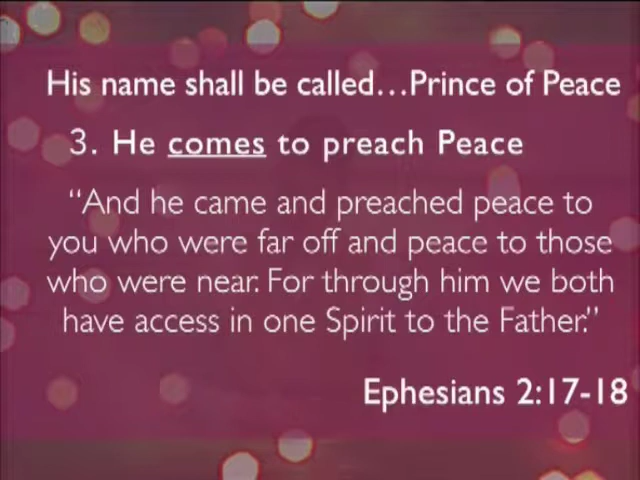 His name shall be called…Prince of Peace
3. He comes to preach Peace
“And he came and preached peace to
you who were far off and peace to those
who were near. For through him we both
have access in one Spirit to the Father.”
Ephesians 2:17-18